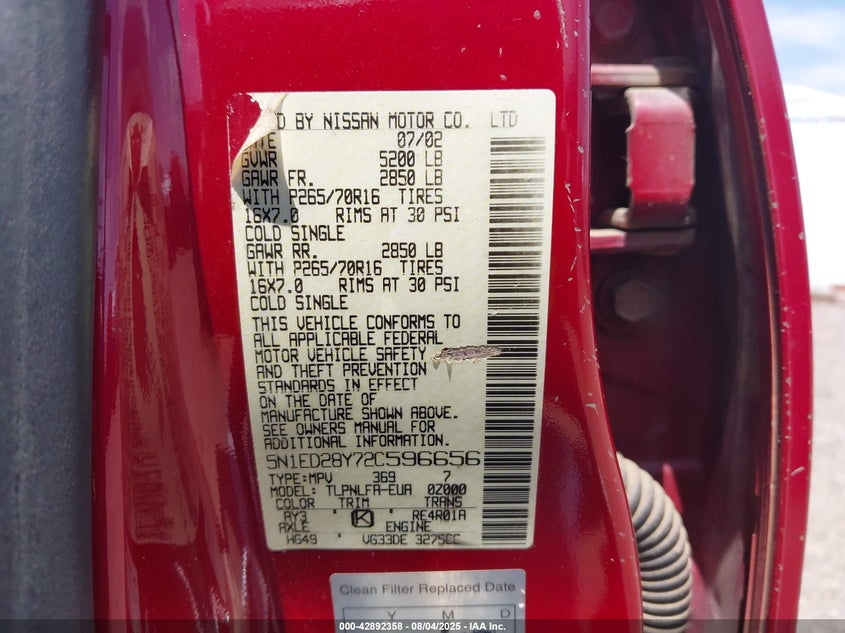 D BY NISSAN MOTOR CO. LTD
07/02
GVWR 5200 LB
GAWR FR. 2850 LB
WITH P265/70R16 TIRES
16X7.0 RIMS AT 30 PSI
COLD SINGLE
GAWR RR. 2850 LB
WITH P265/70R16 TIRES
16X7.0 RIMS AT 30 PSI
COLD SINGLE
THIS VEHICLE CONFORMS TO
ALL APPLICABLE FEDERAL
MOTOR VEHICLE SAFETY
AND THEFT PREVENTION
STANDARDS IN EFFECT
ON THE DATE OF
MANUFACTURE SHOWN ABOVE.
SEE OWNERS MANUAL FOR
ADDITIONAL INFORMATION.
5N1ED28Y72C596656
TYPE:MPV 369 7
MODEL: TLPNLFA-EUA 0Z000
COLOR TRIM TRANS
AY3 K RE4R01A
AXLE ENGINE
HG49 VG33DE 3275CC
Clean Filter Replaced Date
Y M D
000-42892358 - 08/04/2025 - IAA Inc.